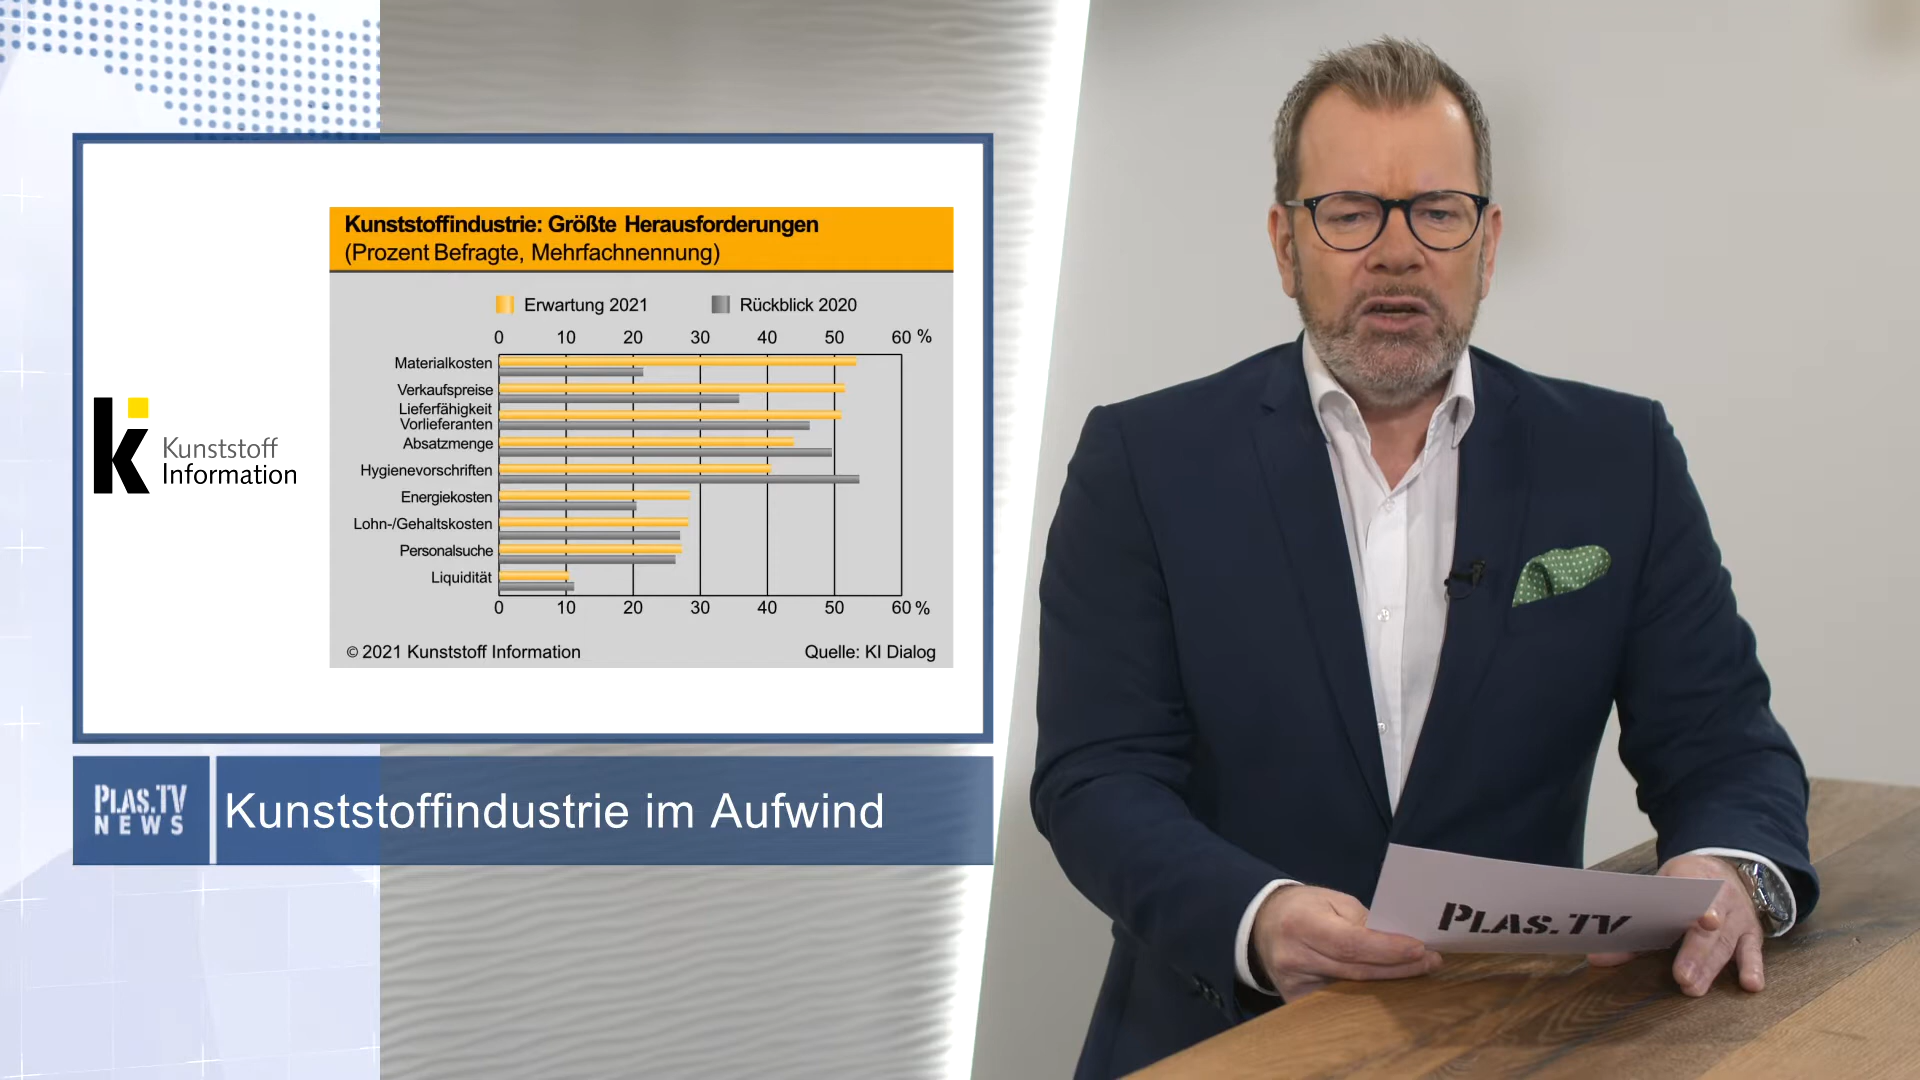 Kunststoffindustrie: Größte Herausforderungen
(Prozent Befragte, Mehrfachnennung)
Erwartung 2021 Rückblick 2020
0 10 20 30 40 50 60 %
Materialkosten
Verkaufspreise
Lieferfähigkeit
Vorlieferanten
Absatzmenge
Hygienevorschriften
Energiekosten
Lohn-/Gehaltskosten
Personalsuche
Liquidität
0 10 20 30 40 50 60 %
© 2021 Kunststoff Information Quelle: KI Dialog
ki
Kunststoff
Information
PLAS.TV
NEWS
Kunststoffindustrie im Aufwind
PLAS.TV